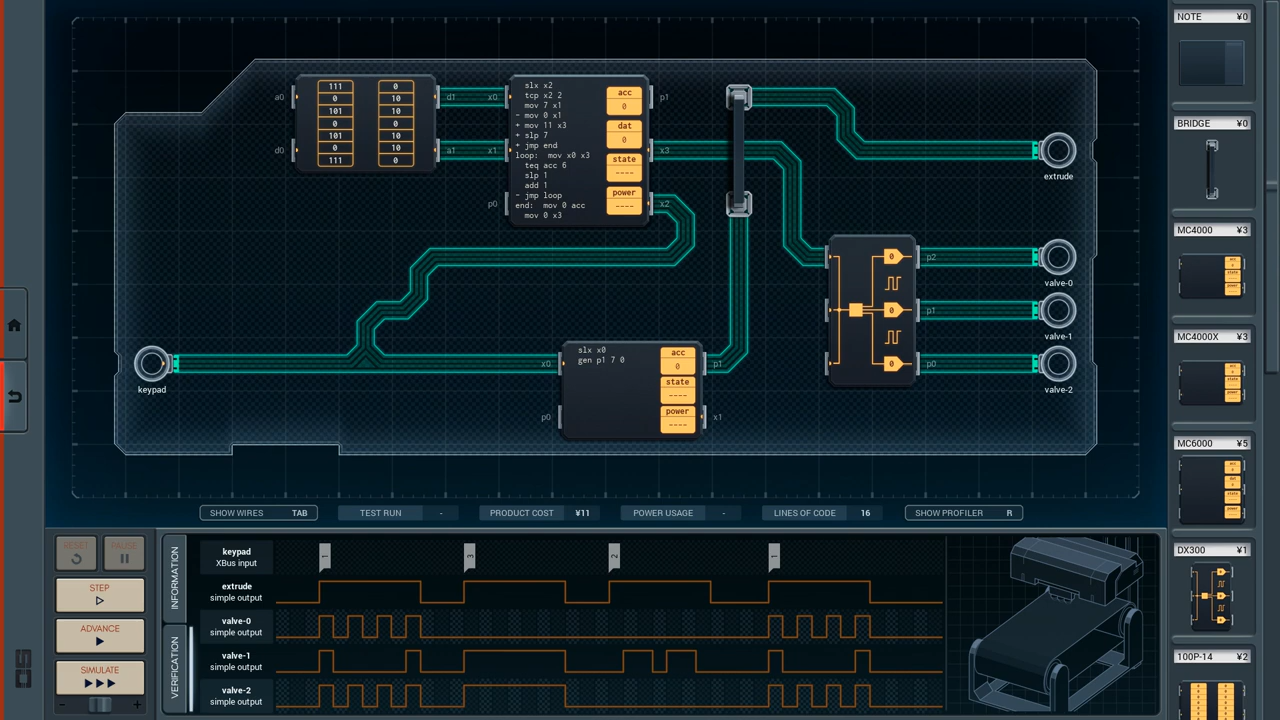 NOTE ¥0
BRIDGE ¥0
MC4000 ¥3
MC4000X ¥3
MC6000 ¥5
DX300 ¥1
100P-14 ¥2
a0
d0
111 0
0 10
101 10
0 0
101 10
0 10
111 0
d1
a1
x0
x1
p0
slx x2
tcp x2 2
mov 7 x1
- mov 0 x1
+ mov 11 x3
+ slp 7
+ jmp end
loop: mov x0 x3
teq acc 6
slp 1
add 1
- jmp loop
end: mov 0 acc
mov 0 x3
acc
0
dat
0
state
----
power
----
p1
x3
x2
extrude
valve-0
valve-1
valve-2
p2
p1
p0
0
0
0
keypad
x0
p0
slx x0
gen p1 7 0
acc
0
state
----
power
----
p1
x1
SHOW WIRES TAB
TEST RUN -
PRODUCT COST ¥11
POWER USAGE -
LINES OF CODE 16
SHOW PROFILER R
RESET
PAUSE
STEP
ADVANCE
SIMULATE
- +
INFORMATION
VERIFICATION
keypad
XBus input
1 3 2 1
extrude
simple output
valve-0
simple output
valve-1
simple output
valve-2
simple output